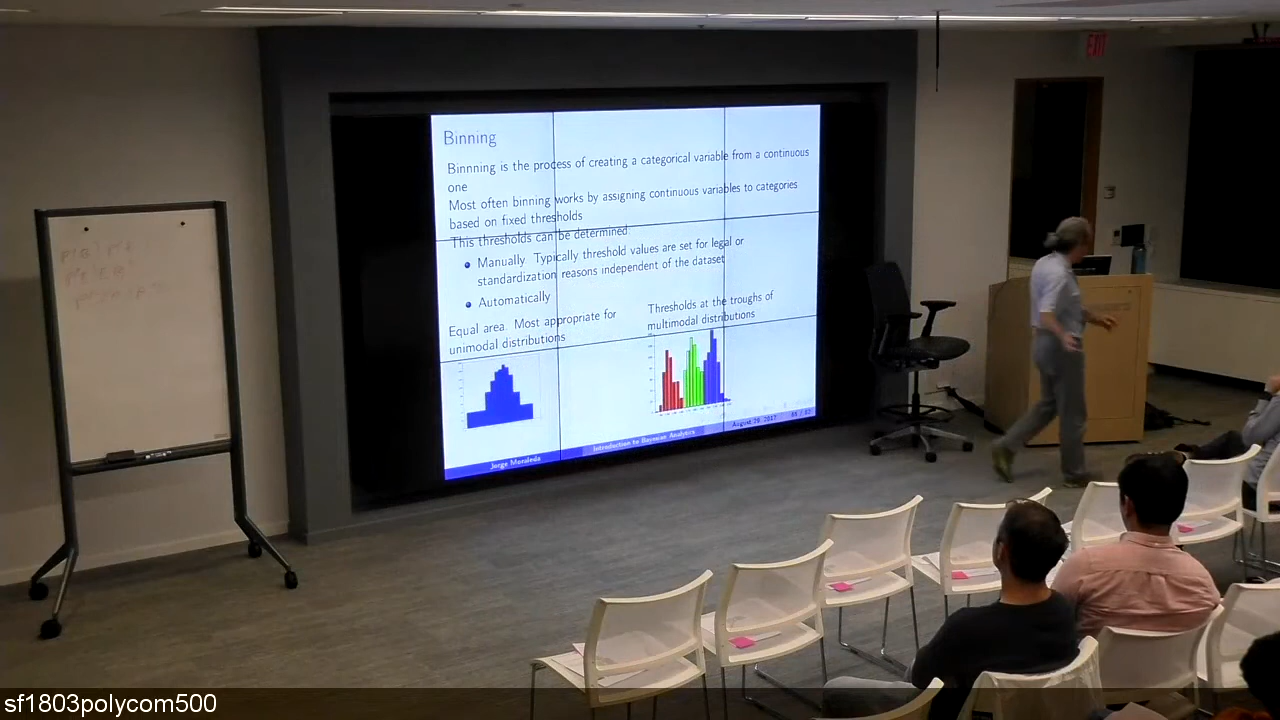 EXIT
Binning
Binnning is the process of creating a categorical variable from a continuous
one
Most often binning works by assigning continuous variables to categories
based on fixed thresholds
This thresholds can be determined
Manually Typically threshold values are set for legal or
standardization reasons independent of the dataset
Automatically
Equal area. Most appropriate for
unimodal distributions
Thresholds at the troughs of
multimodal distributions
Jorge Moraleda
Introduction to Bayesian Analytics
August 29, 2017
sf1803polycom500